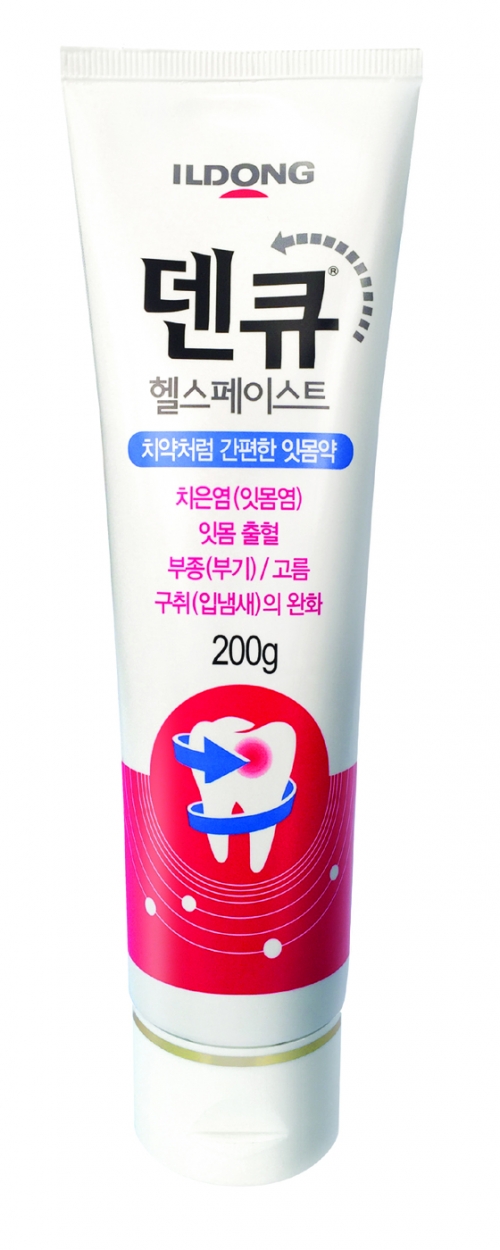 ILDONG
덴큐®
헬스페이스트
치약처럼 간편한 잇몸약
치은염(잇몸염)
잇몸 출혈
부종(부기)/고름
구취(입냄새)의 완화
200g